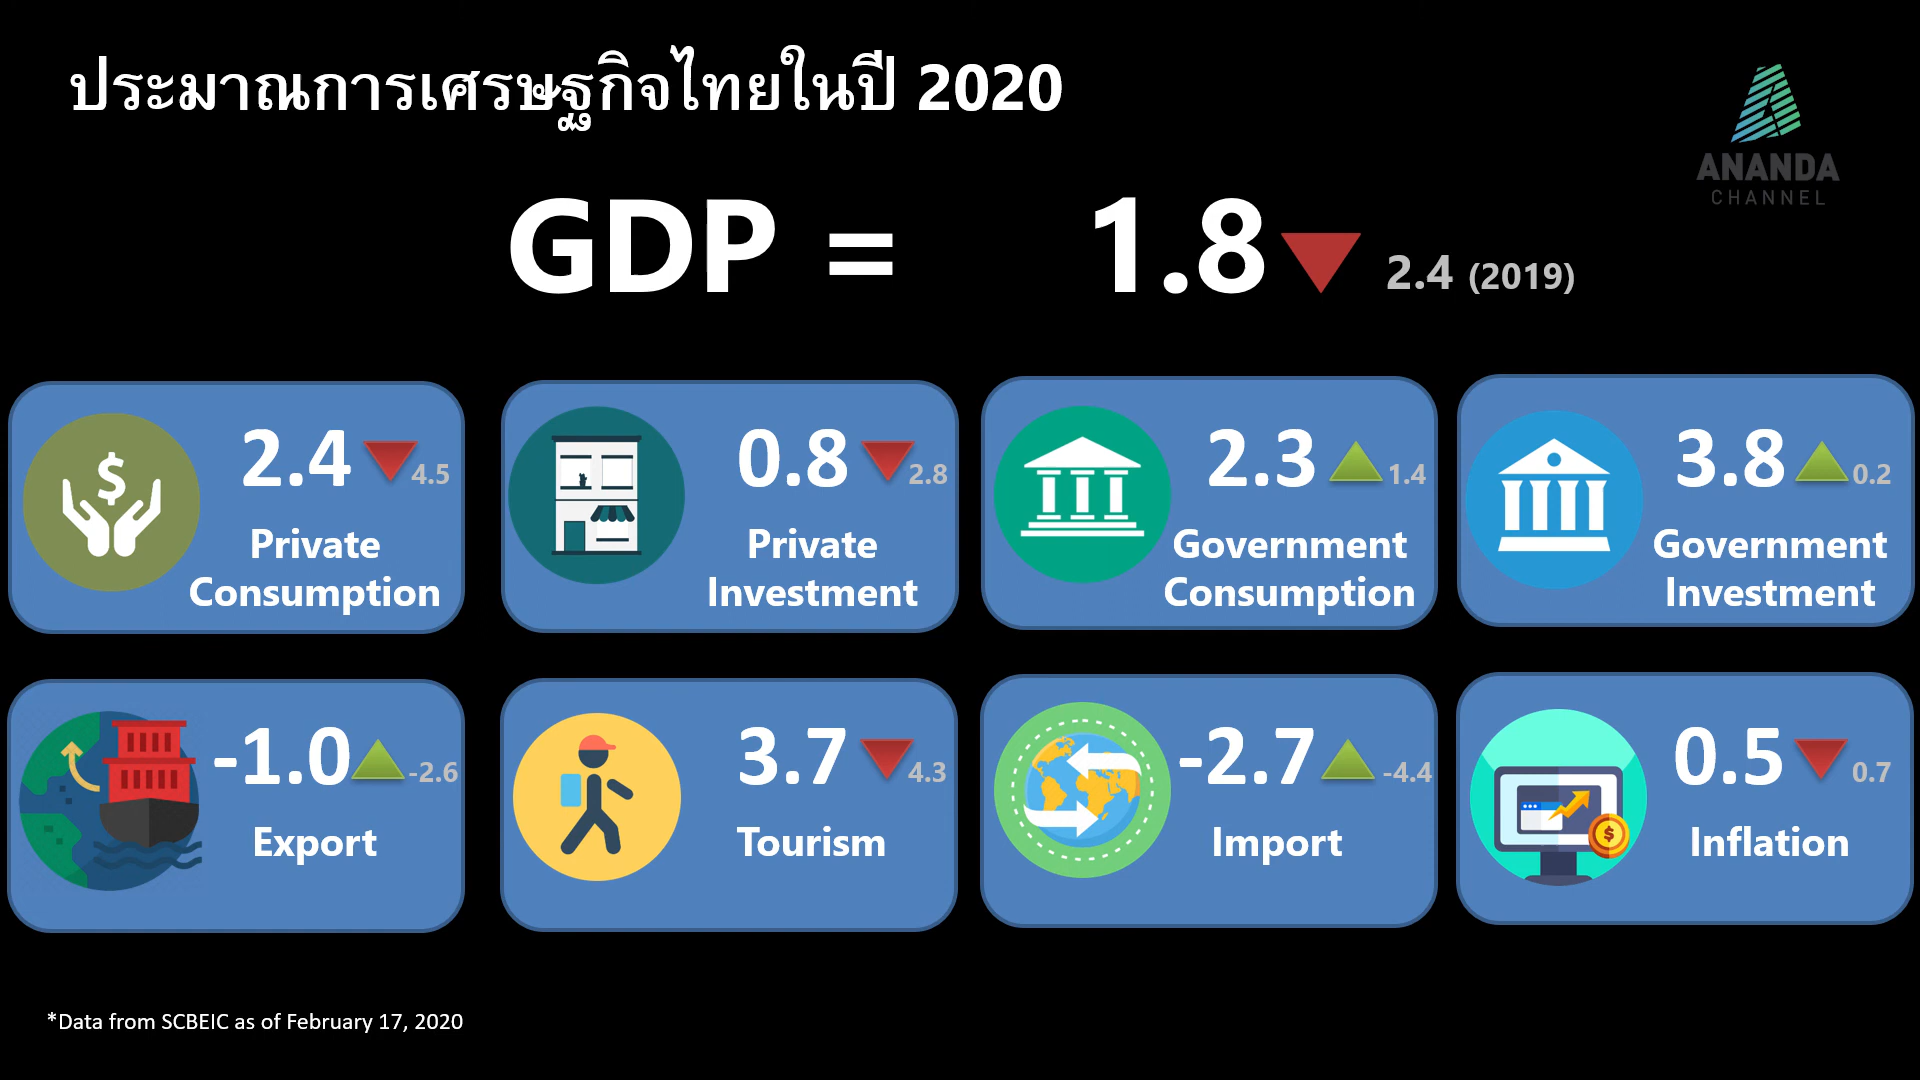 ประมาณการเศรษฐกิจไทยในปี 2020
ANANDA
CHANNEL
GDP = 1.8 2.4 (2019)
2.4 4.5
Private
Consumption
0.8 2.8
Private
Investment
2.3 1.4
Government
Consumption
3.8 0.2
Government
Investment
-1.0 -2.6
Export
3.7 4.3
Tourism
-2.7 -4.4
Import
0.5 0.7
Inflation
*Data from SCBEIC as of February 17, 2020